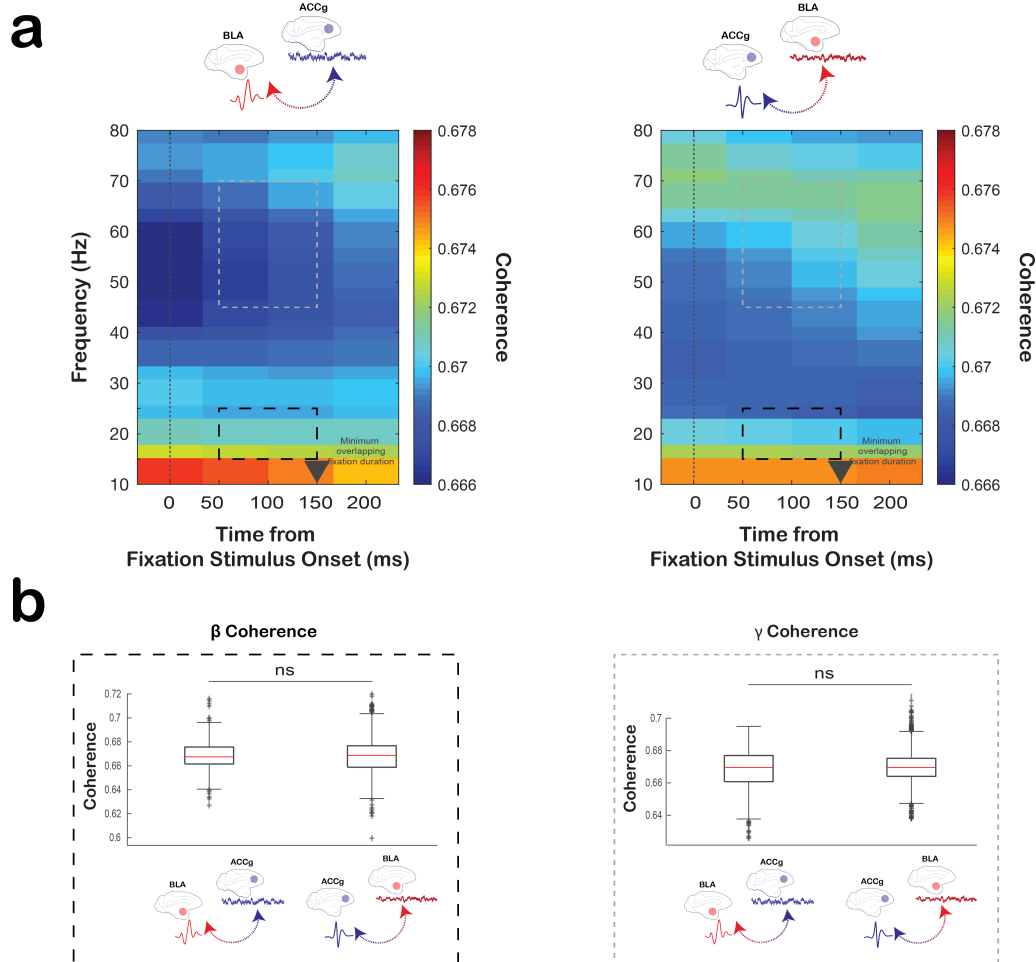 a
ACCg
BLA
BLA
ACCg
80
70
60
50
40
30
20
10
Frequency (Hz)
0
50
100
150
200
Minimum
overlapping
fixation duration
Time from
Fixation Stimulus Onset (ms)
0.678
0.676
0.674
0.672
0.67
0.668
0.666
Coherence
80
70
60
50
40
30
20
10
0
50
100
150
200
Minimum
overlapping
fixation duration
Time from
Fixation Stimulus Onset (ms)
0.678
0.676
0.674
0.672
0.67
0.668
0.666
Coherence
b
β Coherence
ns
0.72
0.7
0.68
0.66
0.64
0.62
0.6
Coherence
ACCg
BLA
BLA
ACCg
γ Coherence
ns
0.7
0.68
0.66
0.64
Coherence
ACCg
BLA
BLA
ACCg